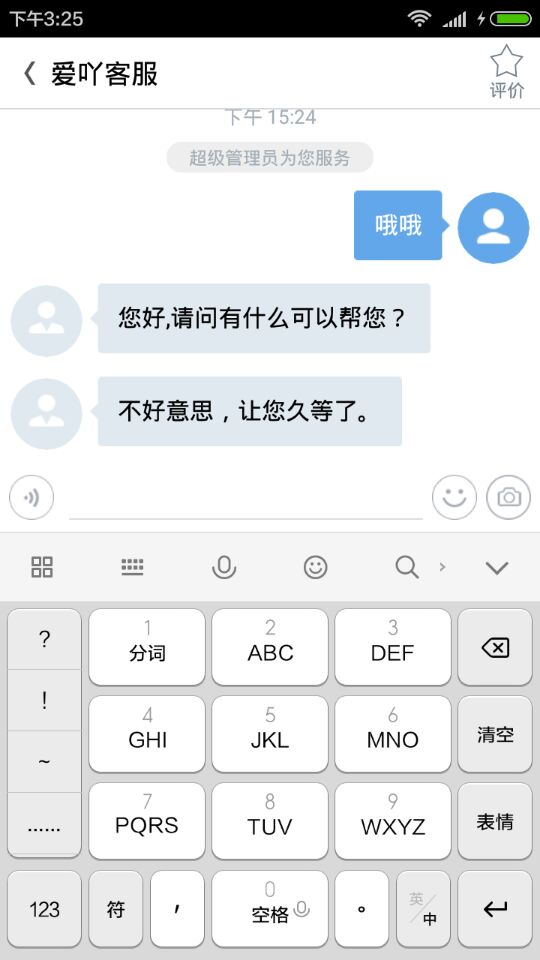 下午3:25
爱吖客服
评价
下午 15:24
超级管理员为您服务
哦哦
您好,请问有什么可以帮您？
不好意思，让您久等了。
?
!
~
......
1
分词
2
ABC
3
DEF
4
GHI
5
JKL
6
MNO
清空
7
PQRS
8
TUV
9
WXYZ
表情
123
符
，
0
空格
。
英/中